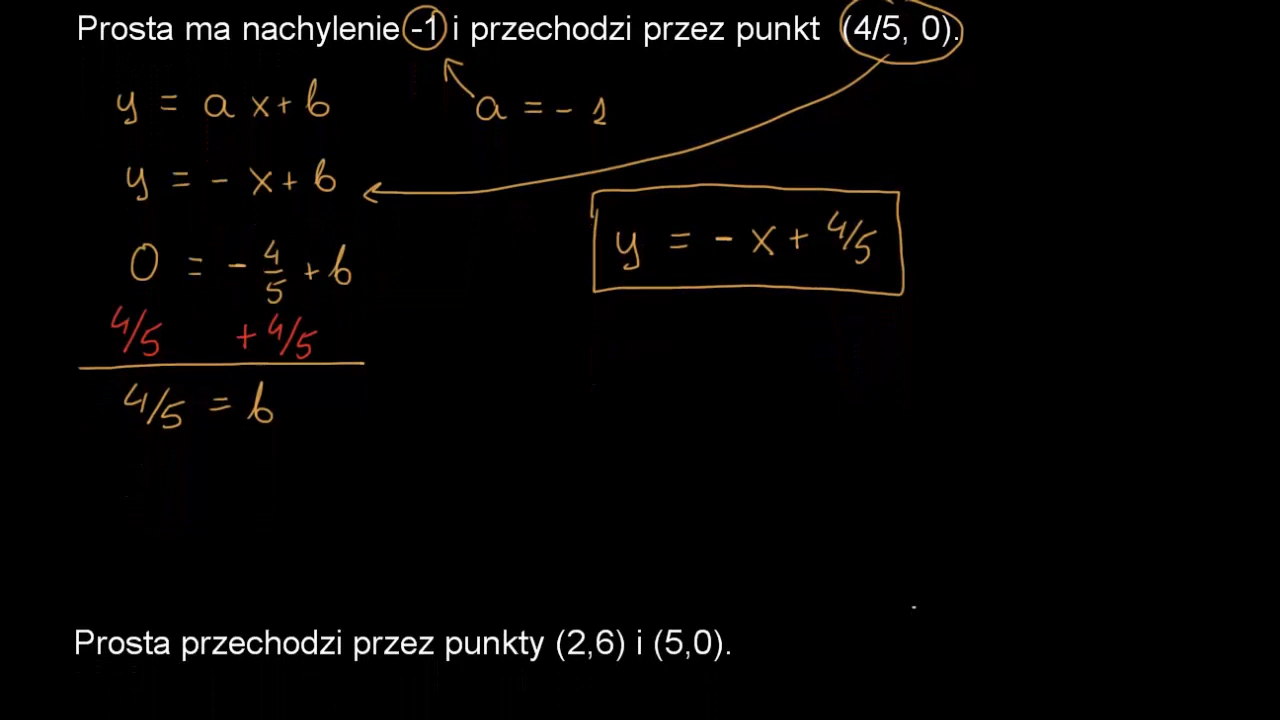 Prosta ma nachylenie -1 i przechodzi przez punkt (4/5, 0).
y = a x + b
a = - 1
y = - x + b
y = - x + 4/5
0 = - 4/5 + b
4/5 + 4/5
4/5 = b
Prosta przechodzi przez punkty (2,6) i (5,0).